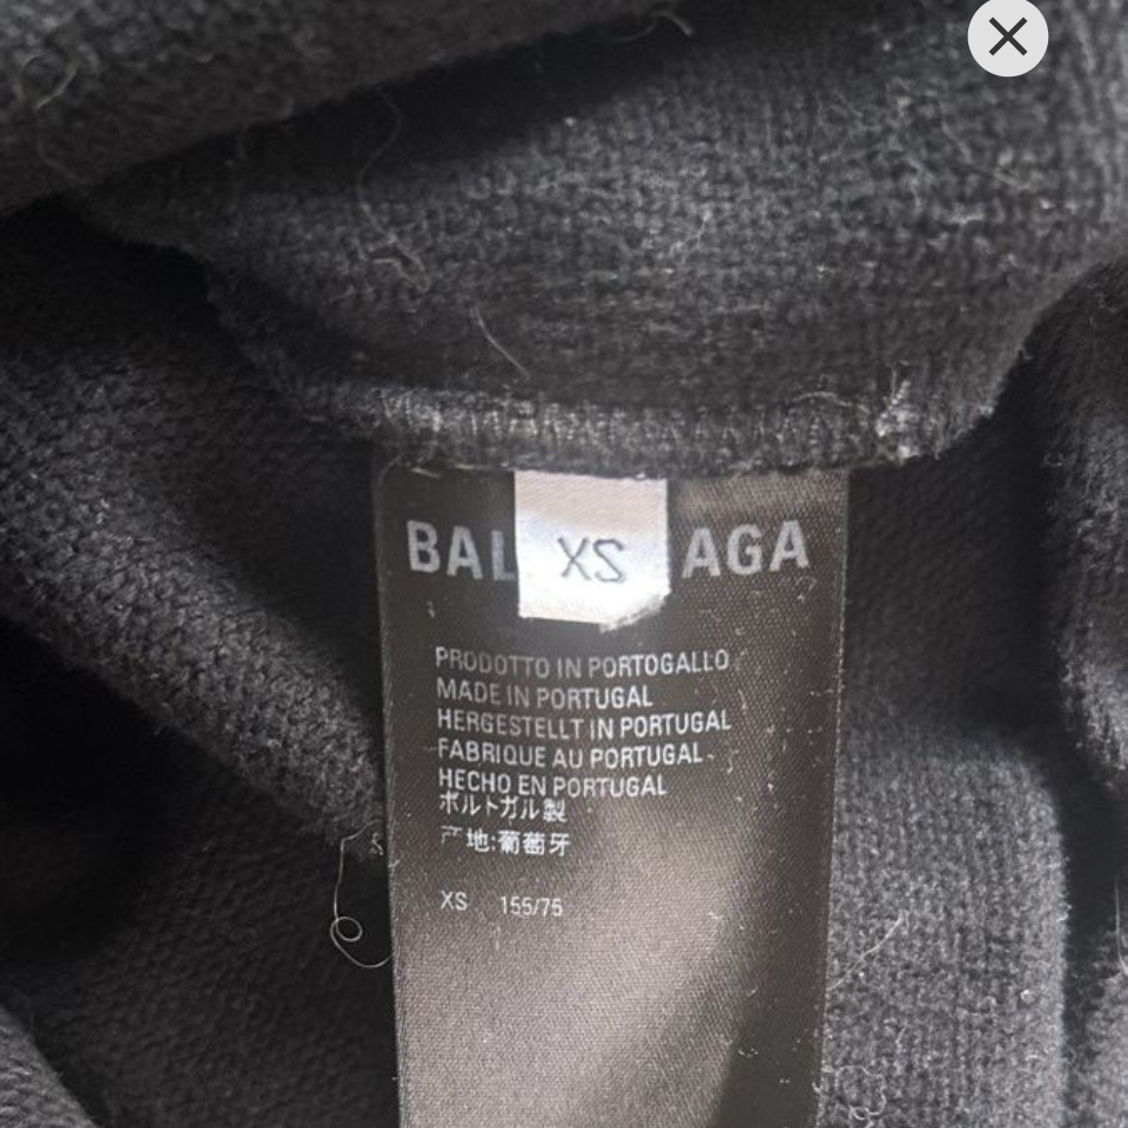 BAL XS AGA
PRODOTTO IN PORTOGALLO
MADE IN PORTUGAL
HERGESTELLT IN PORTUGAL
FABRIQUE AU PORTUGAL
HECHO EN PORTUGAL
ポルトガル製
产地:葡萄牙
XS 155/75